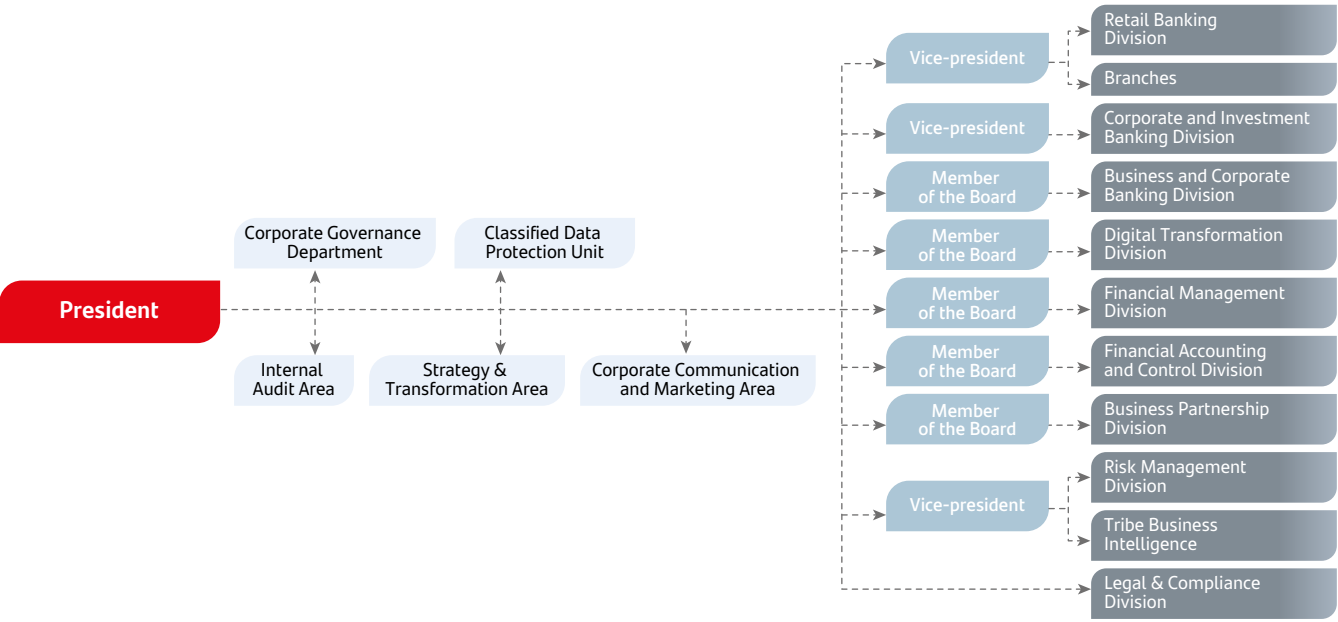 President
Corporate Governance
Department
Classified Data
Protection Unit
Internal
Audit Area
Strategy &
Transformation Area
Corporate Communication
and Marketing Area
Vice-president
Retail Banking
Division
Branches
Vice-president
Corporate and Investment
Banking Division
Member
of the Board
Business and Corporate
Banking Division
Member
of the Board
Digital Transformation
Division
Member
of the Board
Financial Management
Division
Member
of the Board
Financial Accounting
and Control Division
Member
of the Board
Business Partnership
Division
Vice-president
Risk Management
Division
Tribe Business
Intelligence
Legal & Compliance
Division